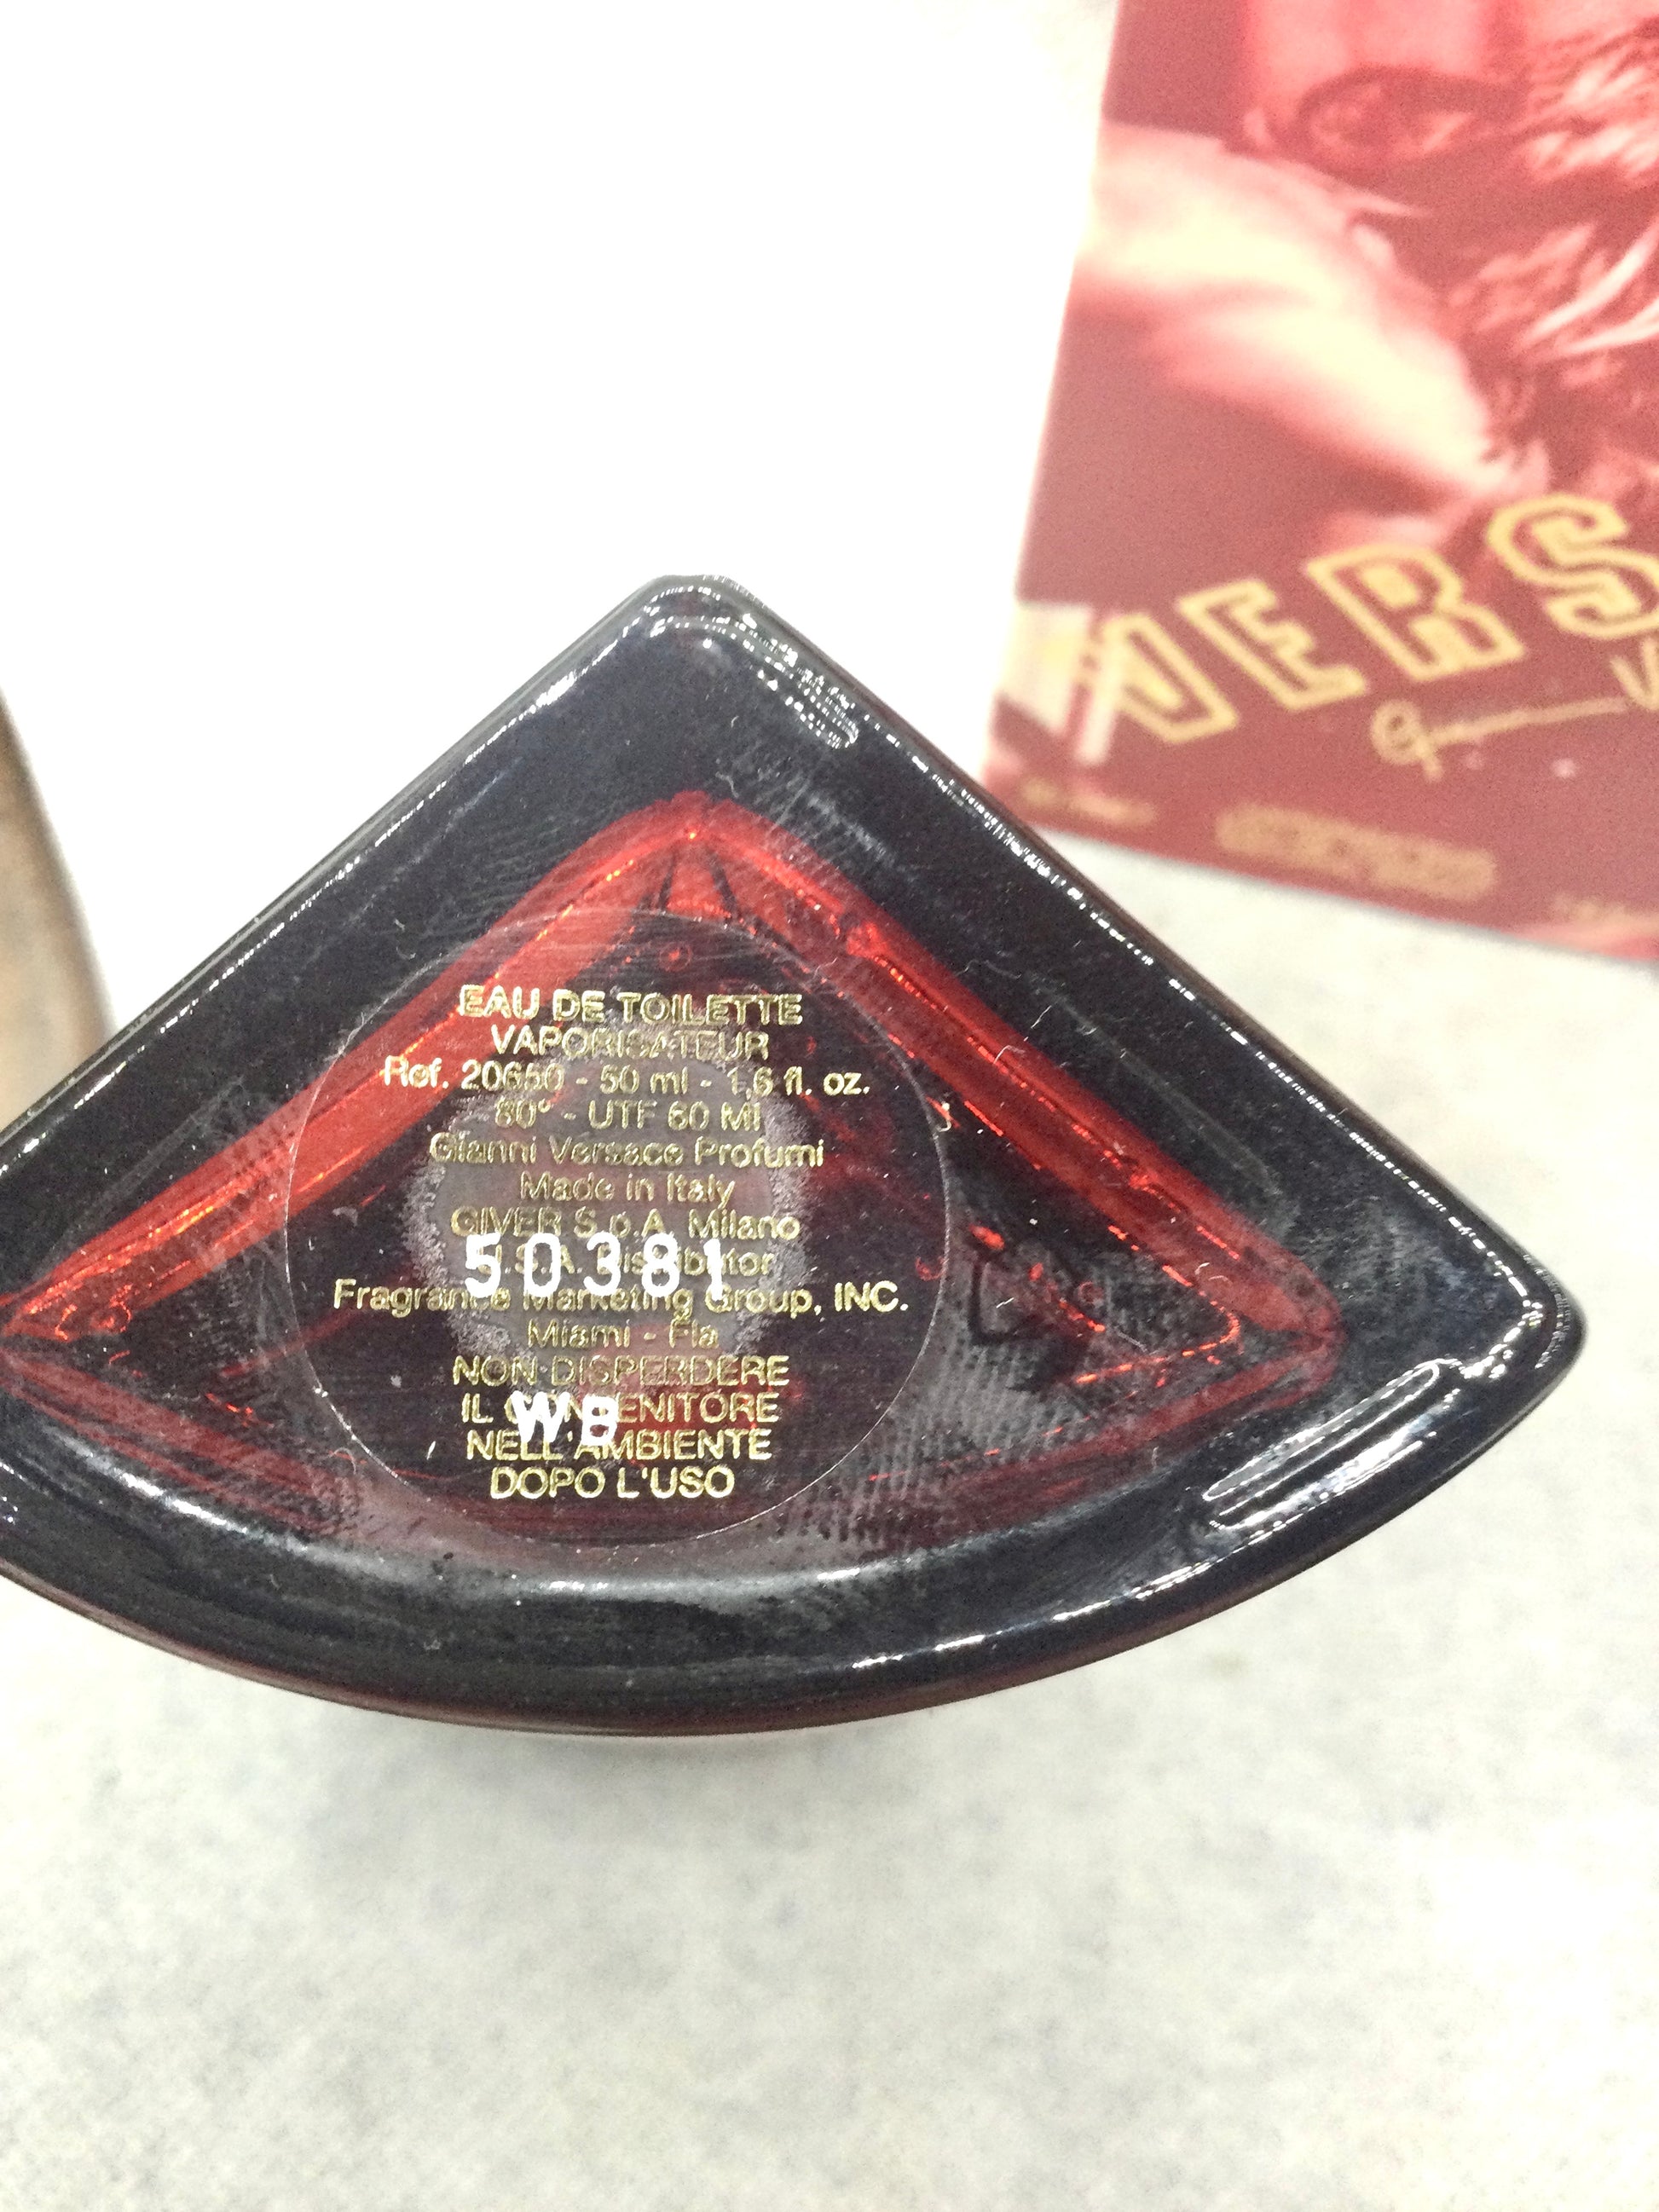 VERS
EAU DE TOILETTE
VAPORISATEUR
Ref. 20650 - 50 ml - 1,6 fl. oz.
80° - UTF 60 Ml
Gianni Versace Profumi
Made in Italy
GIVER S.p.A. Milano
50381
U.S.A. Distributor
Fragrance Marketing Group, INC.
Miami - Fla
NON DISPERDERE
IL CONTENITORE
WB
NELL'AMBIENTE
DOPO L'USO